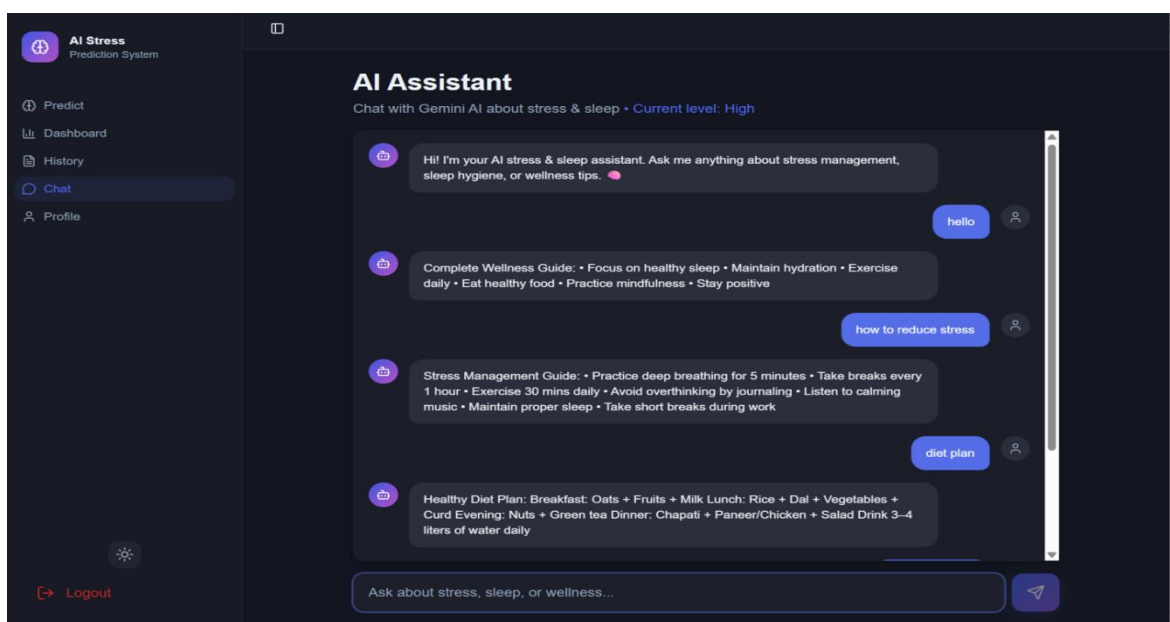 AI Stress
Prediction System
Predict
Dashboard
History
Chat
Profile
Logout
AI Assistant
Chat with Gemini AI about stress & sleep • Current level: High
Hi! I'm your AI stress & sleep assistant. Ask me anything about stress management,
sleep hygiene, or wellness tips. 🧠
hello
Complete Wellness Guide: • Focus on healthy sleep • Maintain hydration • Exercise
daily • Eat healthy food • Practice mindfulness • Stay positive
how to reduce stress
Stress Management Guide: • Practice deep breathing for 5 minutes • Take breaks every
1 hour • Exercise 30 mins daily • Avoid overthinking by journaling • Listen to calming
music • Maintain proper sleep • Take short breaks during work
diet plan
Healthy Diet Plan: Breakfast: Oats + Fruits + Milk Lunch: Rice + Dal + Vegetables +
Curd Evening: Nuts + Green tea Dinner: Chapati + Paneer/Chicken + Salad Drink 3–4
liters of water daily
Ask about stress, sleep, or wellness...